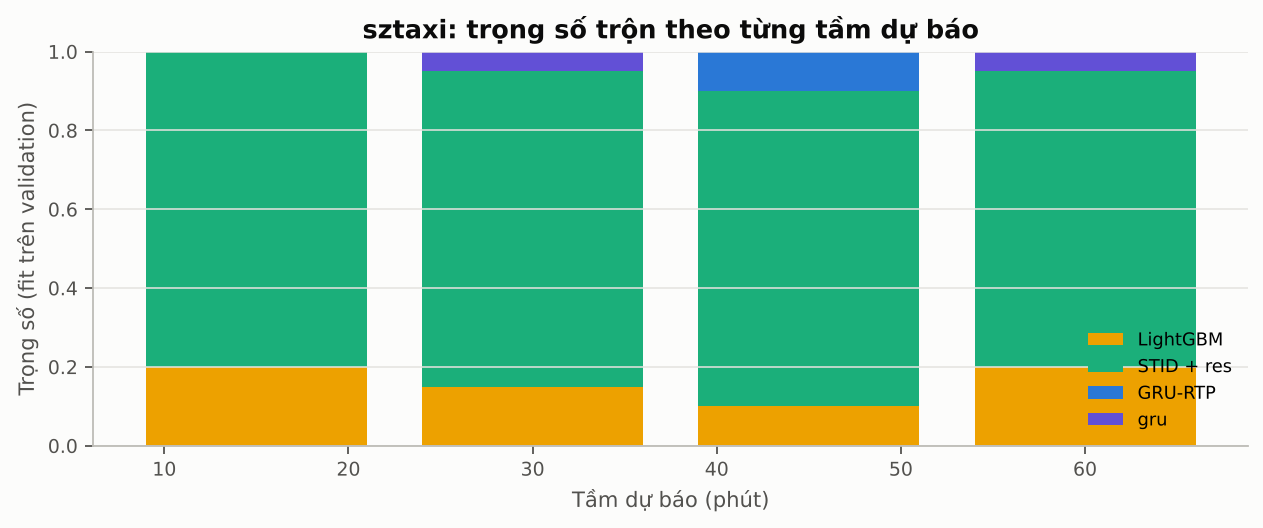 sztaxi: trọng số trộn theo từng tầm dự báo
Trọng số (fit trên validation)
1.0
0.8
0.6
0.4
0.2
0.0
10
20
30
40
50
60
Tầm dự báo (phút)
LightGBM
STID + res
GRU-RTP
gru